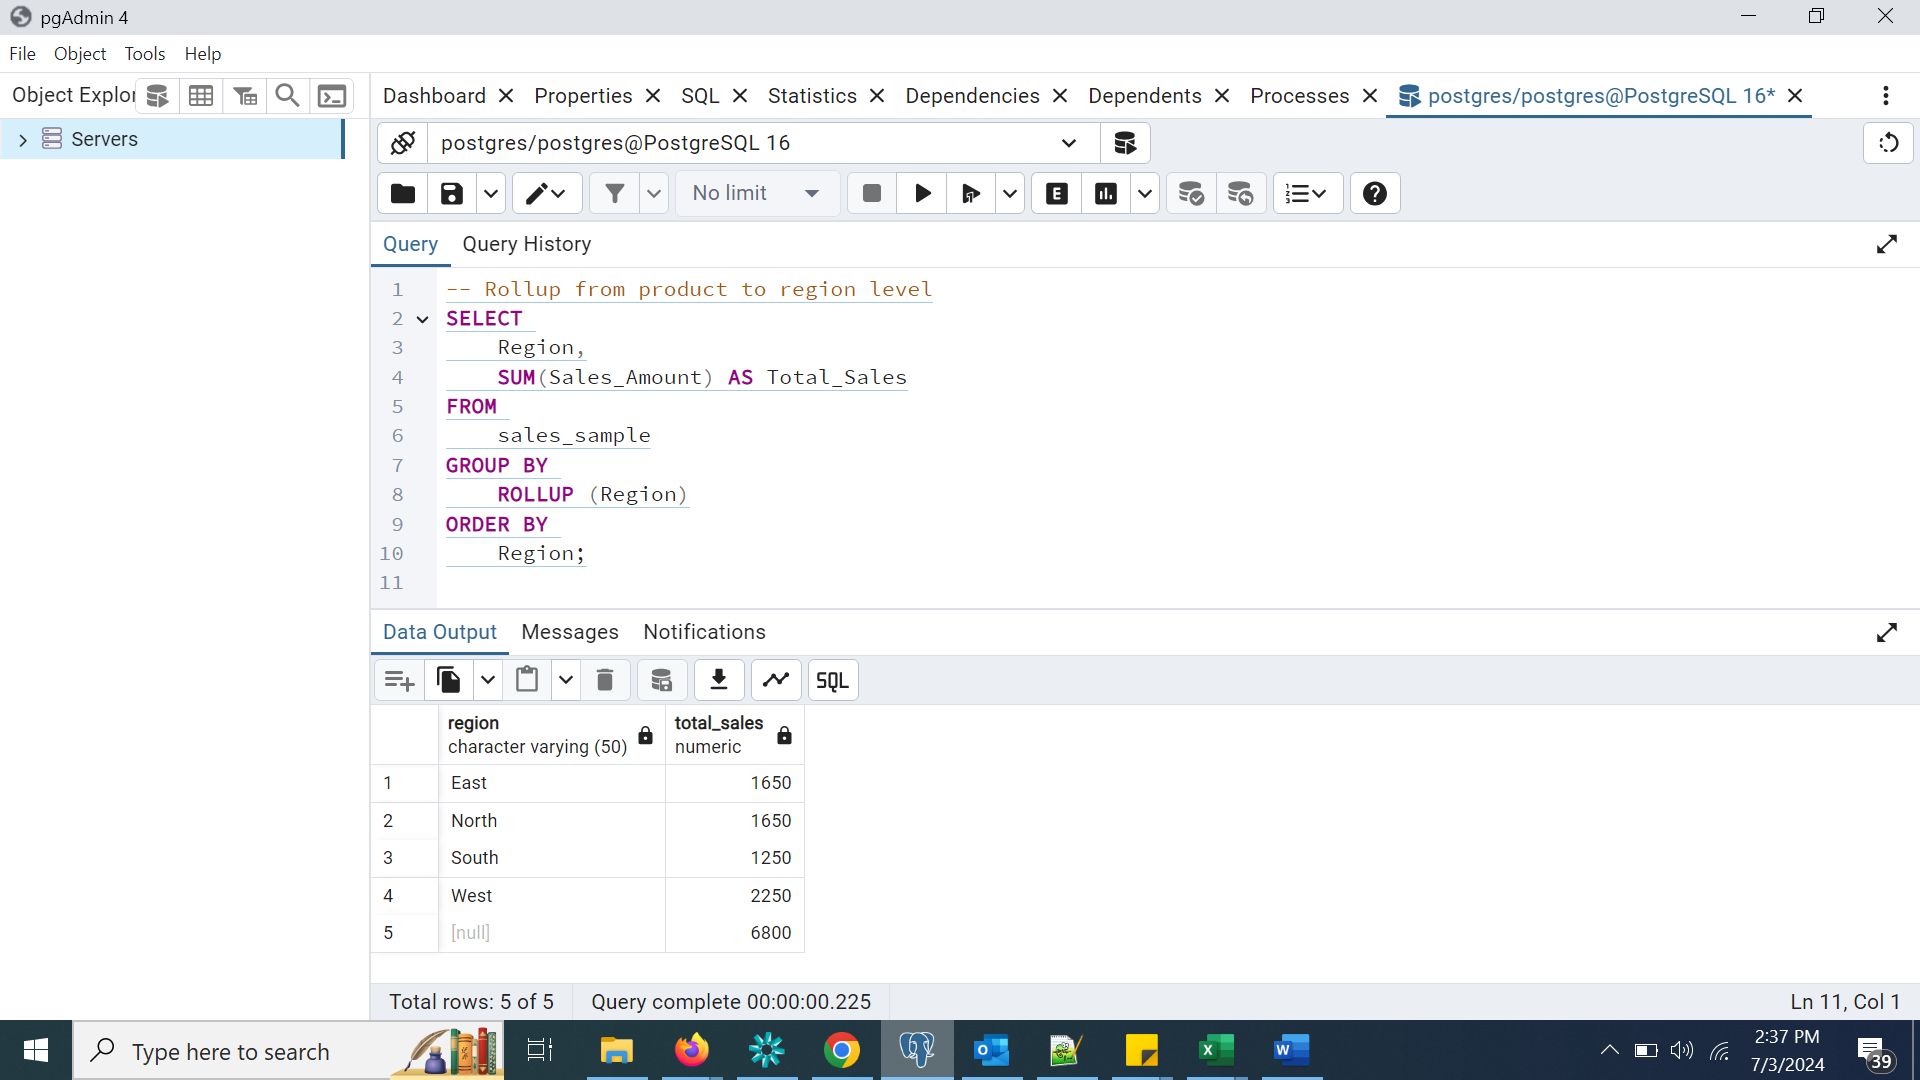 pgAdmin 4
File Object Tools Help
Object Explor
Dashboard Properties SQL Statistics Dependencies Dependents Processes postgres/postgres@PostgreSQL 16*
Servers
postgres/postgres@PostgreSQL 16
No limit
E
Query Query History
1 -- Rollup from product to region level
2 SELECT
3 Region,
4 SUM(Sales_Amount) AS Total_Sales
5 FROM
6 sales_sample
7 GROUP BY
8 ROLLUP (Region)
9 ORDER BY
10 Region;
11
Data Output Messages Notifications
SQL
region total_sales
character varying (50) numeric
1 East 1650
2 North 1650
3 South 1250
4 West 2250
5 [null] 6800
Total rows: 5 of 5 Query complete 00:00:00.225 Ln 11, Col 1
Type here to search
2:37 PM
7/3/2024
39